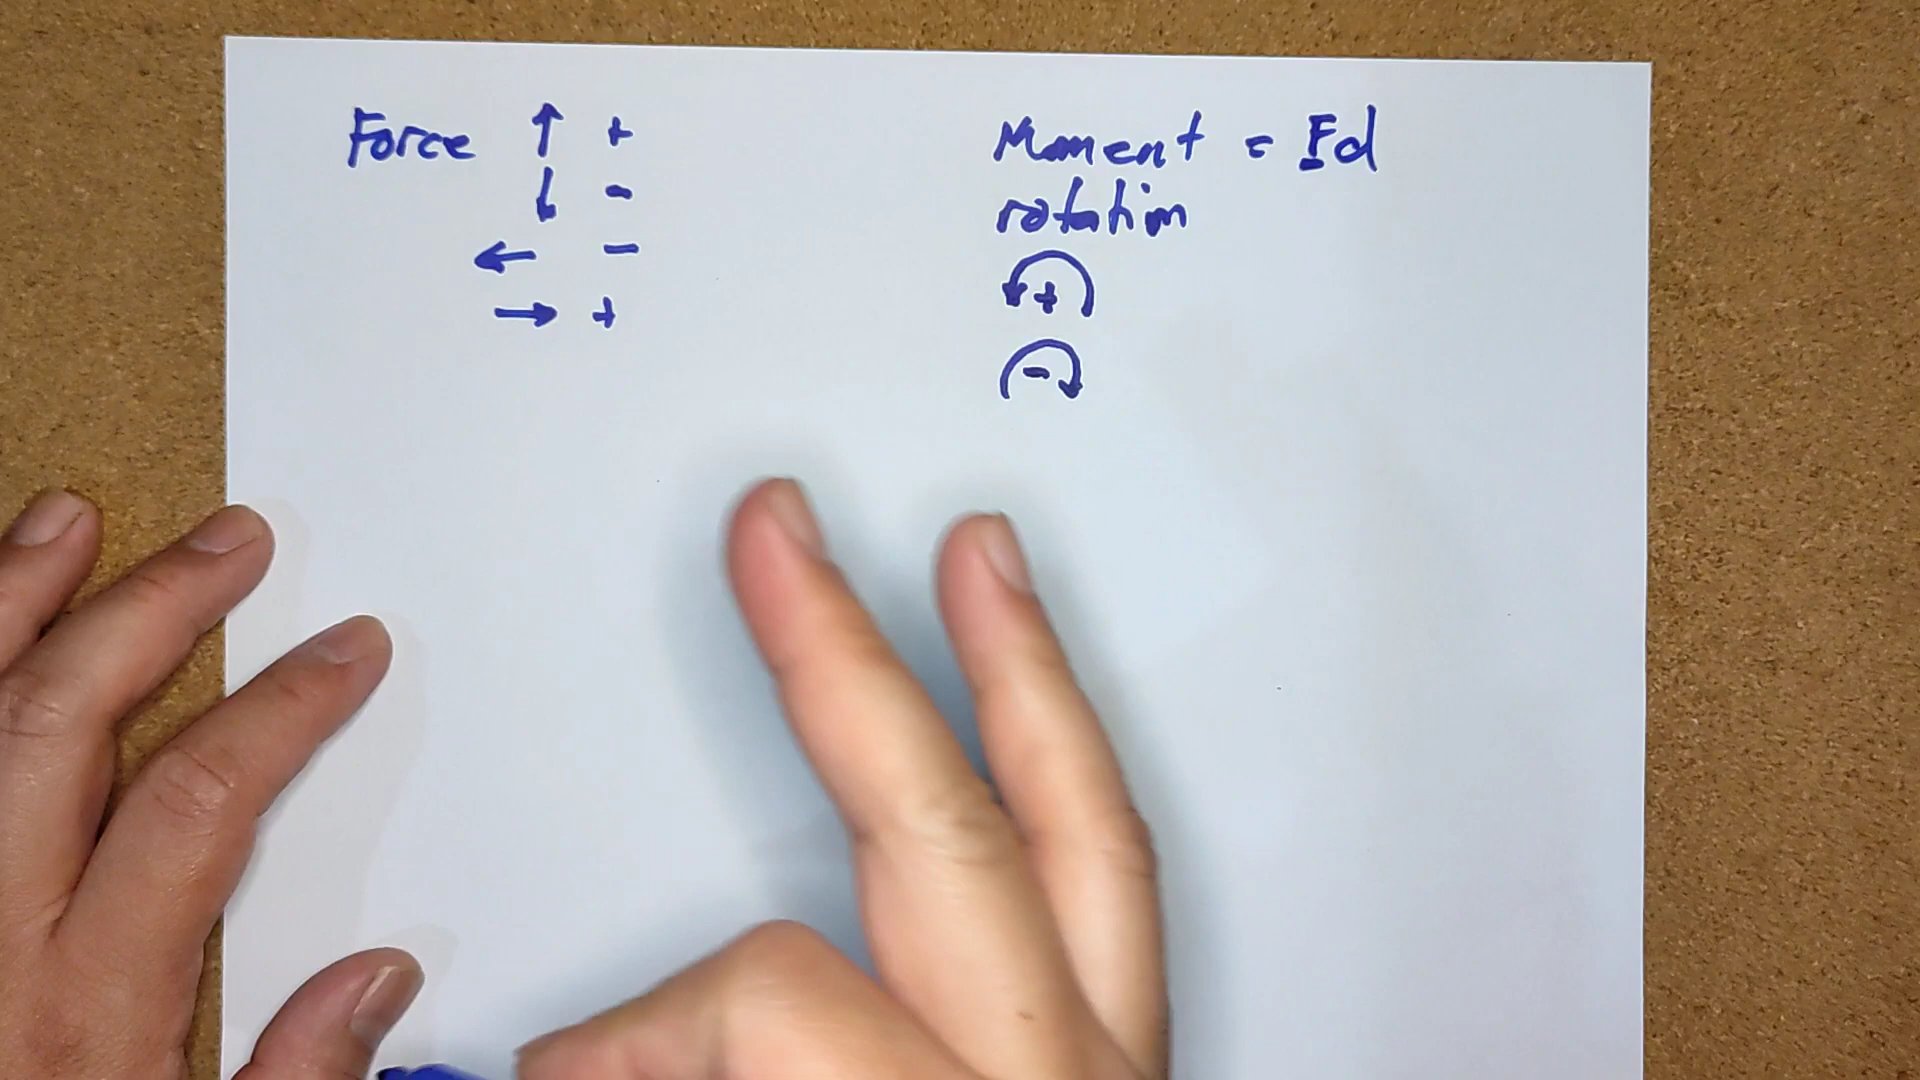 Force ↑ +
↓ -
← -
→ +
Moment = Fd
rotation
+
-